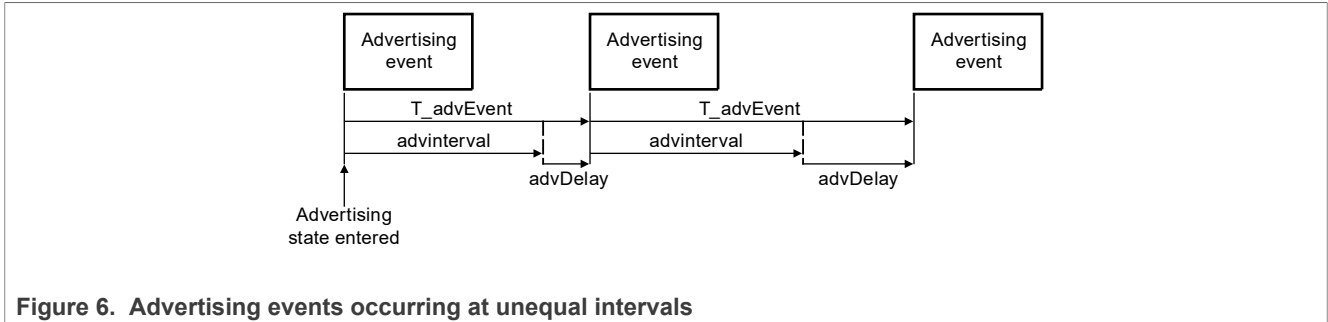 Advertising
event
Advertising
event
Advertising
event
T_advEvent
T_advEvent
advinterval
advinterval
advDelay
advDelay
Advertising
state entered
Figure 6. Advertising events occurring at unequal intervals